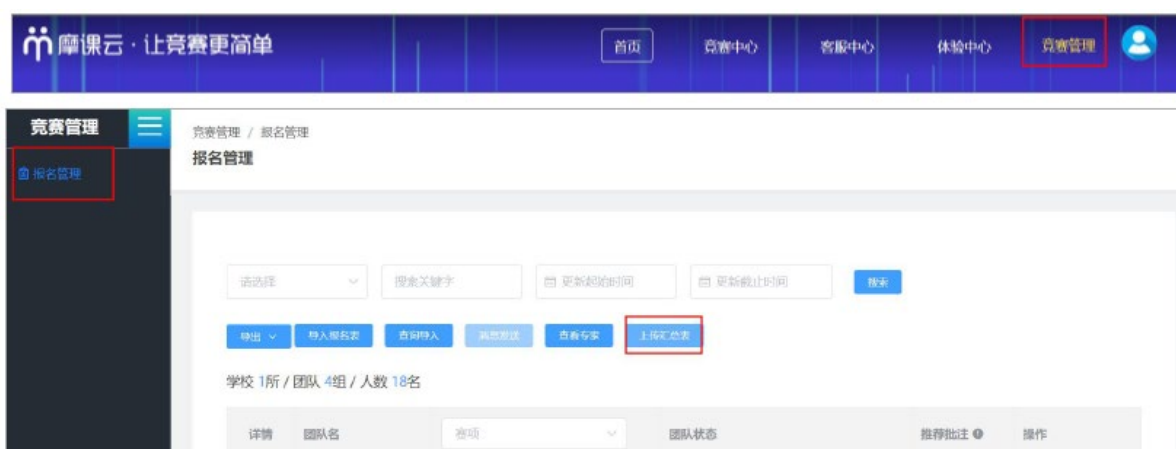 摩课云·让竞赛更简单 首页 竞赛中心 客服中心 体验中心 竞赛管理
竞赛管理
竞赛管理 / 报名管理
报名管理
报名管理
请选择 搜索关键字 更新起始时间 更新截止时间 搜索
导出 导入报名表 查询导入 消息发送 查看专家 上传汇总表
学校 1所 / 团队 4组 / 人数 18名
详情 团队名 赛项 团队状态 推荐批注 操作